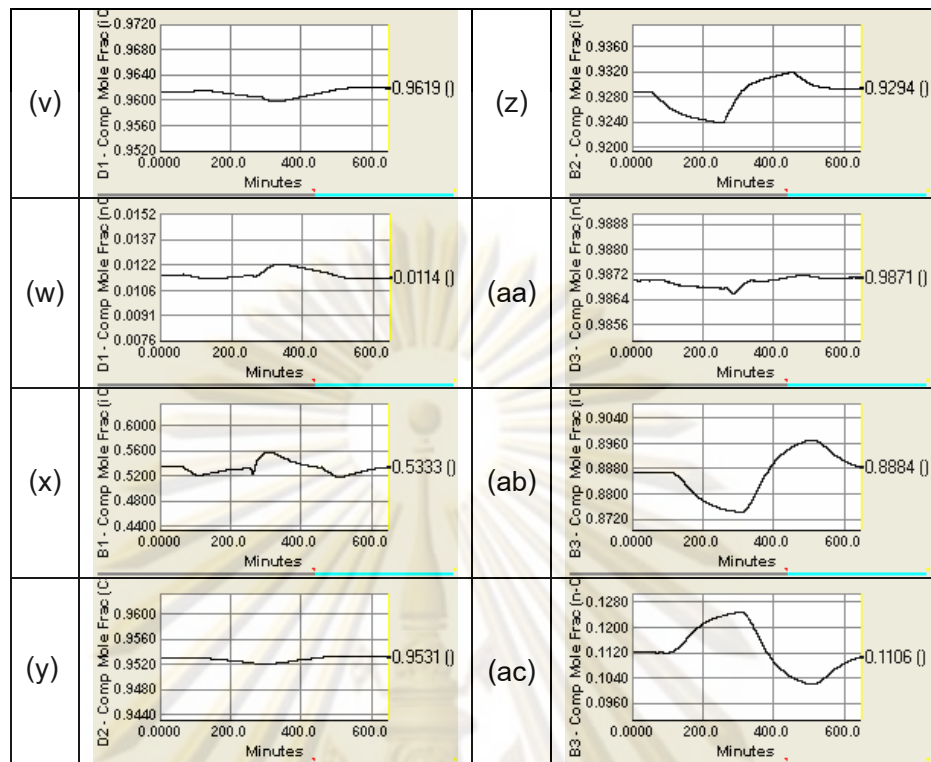 (v)
D1 - Comp Mole Frac (i-C
0.9720
0.9680
0.9640
0.9600
0.9560
0.9520
0.0000 200.0 400.0 600.0
Minutes
0.9619 ()
(z)
B2 - Comp Mole Frac (i C
0.9360
0.9320
0.9280
0.9240
0.9200
0.0000 200.0 400.0 600.0
Minutes
0.9294 ()
(w)
D1 - Comp Mole Frac (n-C
0.0152
0.0137
0.0122
0.0106
0.0091
0.0076
0.0000 200.0 400.0 600.0
Minutes
0.0114 ()
(aa)
D3 - Comp Mole Frac (n-C
0.9888
0.9880
0.9872
0.9864
0.9856
0.0000 200.0 400.0 600.0
Minutes
0.9871 ()
(x)
B1 - Comp Mole Frac (i C
0.6000
0.5600
0.5200
0.4800
0.4400
0.0000 200.0 400.0 600.0
Minutes
0.5333 ()
(ab)
B3 - Comp Mole Frac (i C
0.9040
0.8960
0.8880
0.8800
0.8720
0.0000 200.0 400.0 600.0
Minutes
0.8884 ()
(y)
D2 - Comp Mole Frac (C
0.9600
0.9560
0.9520
0.9480
0.9440
0.0000 200.0 400.0 600.0
Minutes
0.9531 ()
(ac)
B3 - Comp Mole Frac (n-C
0.1280
0.1200
0.1120
0.1040
0.0960
0.0000 200.0 400.0 600.0
Minutes
0.1106 ()